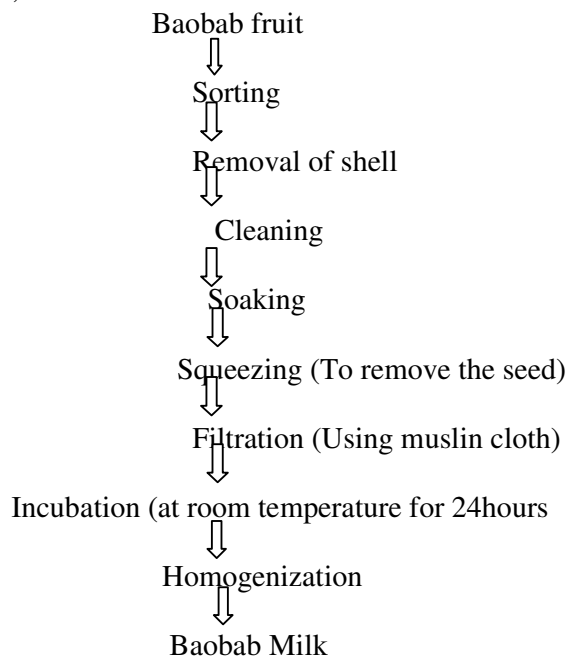 Baobab fruit
Sorting
Removal of shell
Cleaning
Soaking
Squeezing (To remove the seed)
Filtration (Using muslin cloth)
Incubation (at room temperature for 24hours
Homogenization
Baobab Milk